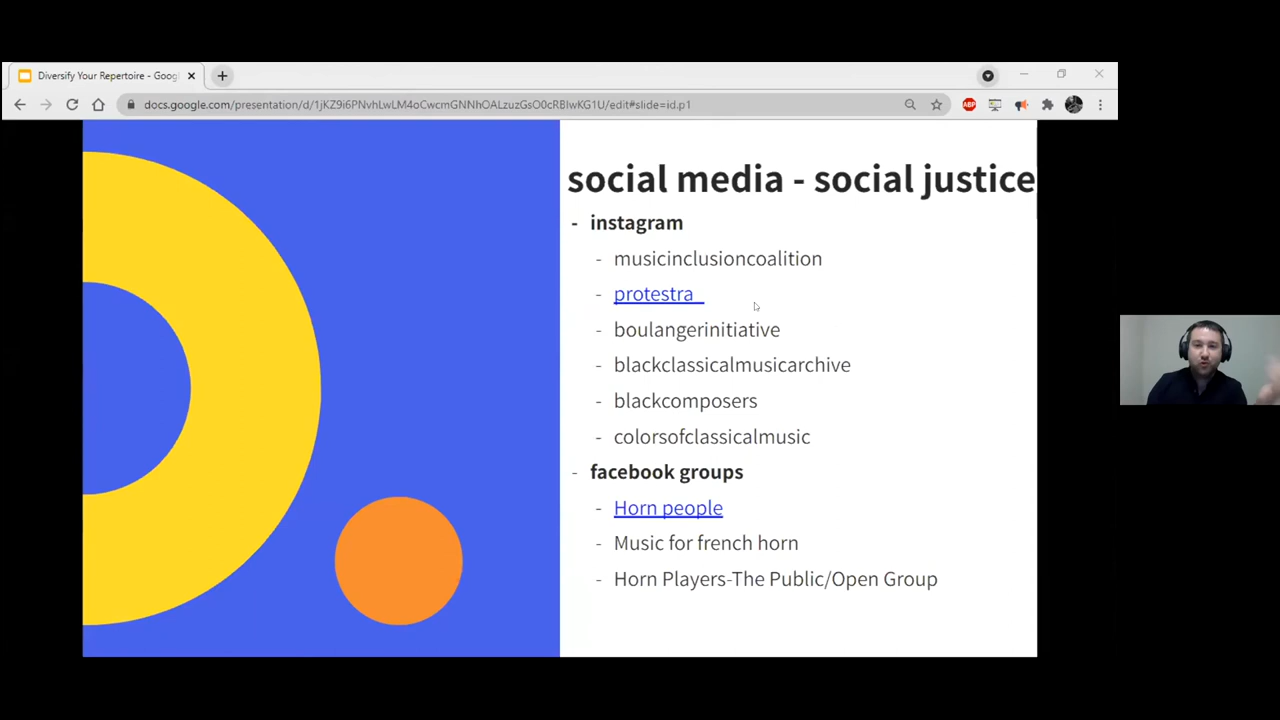 Diversify Your Repertoire - Goog
docs.google.com/presentation/d/1jKZ9i6PNvhLwLM4oCwcmGNNhOALzuzGsO0cRBlwKG1U/edit#slide=id.p1
ABP
social media - social justice
- instagram
- musicinclusioncoalition
- protestra
- boulangerinitiative
- blackclassicalmusicarchive
- blackcomposers
- colorsofclassicalmusic
- facebook groups
- Horn people
- Music for french horn
- Horn Players-The Public/Open Group